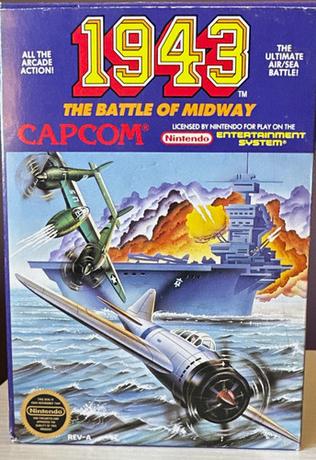 ALL THE
ARCADE
ACTION!
1943
TM
THE
ULTIMATE
AIR/SEA
BATTLE!
THE BATTLE OF MIDWAY
CAPCOM®
LICENSED BY NINTENDO FOR PLAY ON THE
Nintendo ENTERTAINMENT
SYSTEM®
Nintendo
REV-A